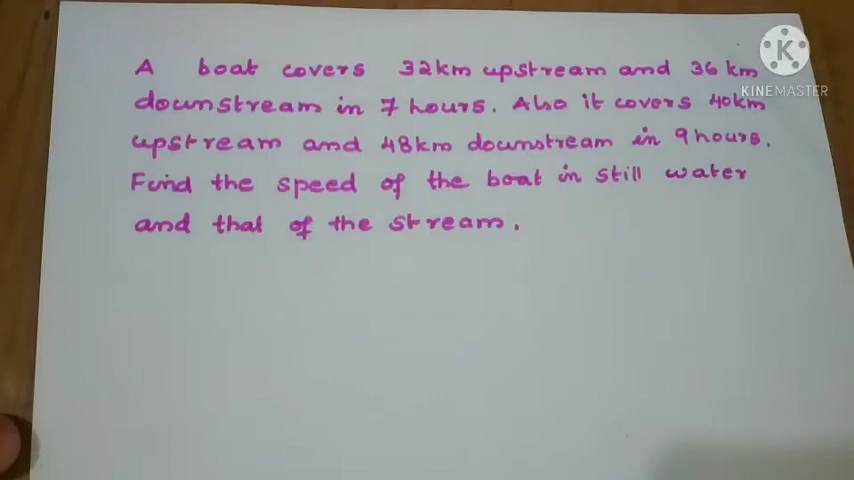 A boat covers 32km upstream and 36 km
downstream in 7 hours. Also it covers 40km
upstream and 48km downstream in 9 hours.
Find the speed of the boat in still water
and that of the stream.
K
KINEMASTER